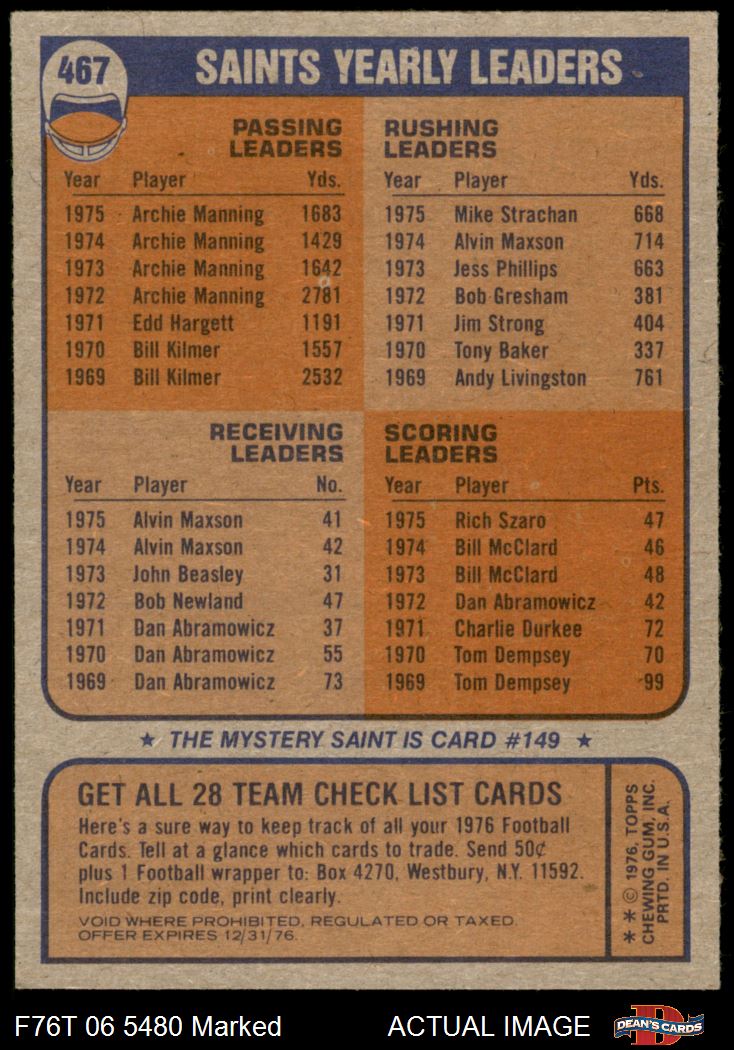 467
SAINTS YEARLY LEADERS
PASSING
LEADERS
Year Player Yds.
1975 Archie Manning 1683
1974 Archie Manning 1429
1973 Archie Manning 1642
1972 Archie Manning 2781
1971 Edd Hargett 1191
1970 Bill Kilmer 1557
1969 Bill Kilmer 2532
RUSHING
LEADERS
Year Player Yds.
1975 Mike Strachan 668
1974 Alvin Maxson 714
1973 Jess Phillips 663
1972 Bob Gresham 381
1971 Jim Strong 404
1970 Tony Baker 337
1969 Andy Livingston 761
RECEIVING
LEADERS
Year Player No.
1975 Alvin Maxson 41
1974 Alvin Maxson 42
1973 John Beasley 31
1972 Bob Newland 47
1971 Dan Abramowicz 37
1970 Dan Abramowicz 55
1969 Dan Abramowicz 73
SCORING
LEADERS
Year Player Pts.
1975 Rich Szaro 47
1974 Bill McClard 46
1973 Bill McClard 48
1972 Dan Abramowicz 42
1971 Charlie Durkee 72
1970 Tom Dempsey 70
1969 Tom Dempsey 99
★ THE MYSTERY SAINT IS CARD #149 ★
GET ALL 28 TEAM CHECK LIST CARDS
Here's a sure way to keep track of all your 1976 Football
Cards. Tell at a glance which cards to trade. Send 50¢
plus 1 Football wrapper to: Box 4270, Westbury, N.Y. 11592.
Include zip code, print clearly.
VOID WHERE PROHIBITED, REGULATED OR TAXED.
OFFER EXPIRES 12/31/76.
** © 1976, TOPPS
CHEWING GUM, INC.
PRTD. IN U.S.A.
F76T 06 5480 Marked
ACTUAL IMAGE
D
DEAN'S CARDS